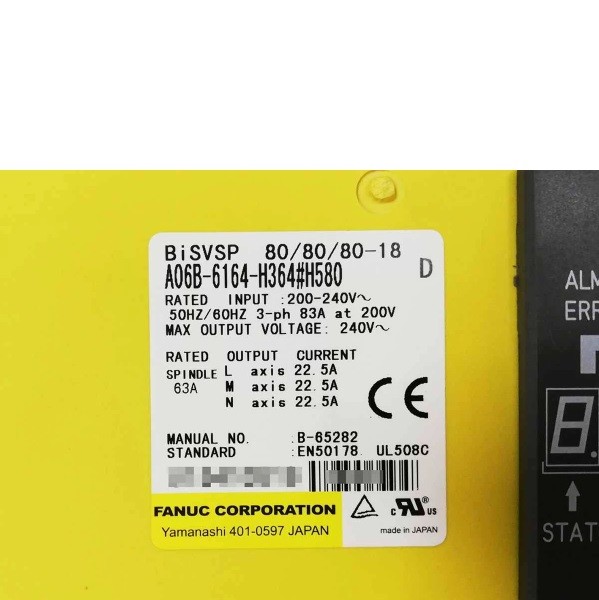 BiSVSP 80/80/80-18
A06B-6164-H364#H580 D
RATED INPUT :200-240V~
50HZ/60HZ 3-ph 83A at 200V
MAX OUTPUT VOLTAGE: 240V~
RATED OUTPUT CURRENT
SPINDLE L axis 22.5A
63A M axis 22.5A
N axis 22.5A
CE
MANUAL NO. :B-65282
STANDARD :EN50178 UL508C
FANUC CORPORATION
Yamanashi 401-0597 JAPAN
c US
made in JAPAN
ALM
ERR
8.
STAT